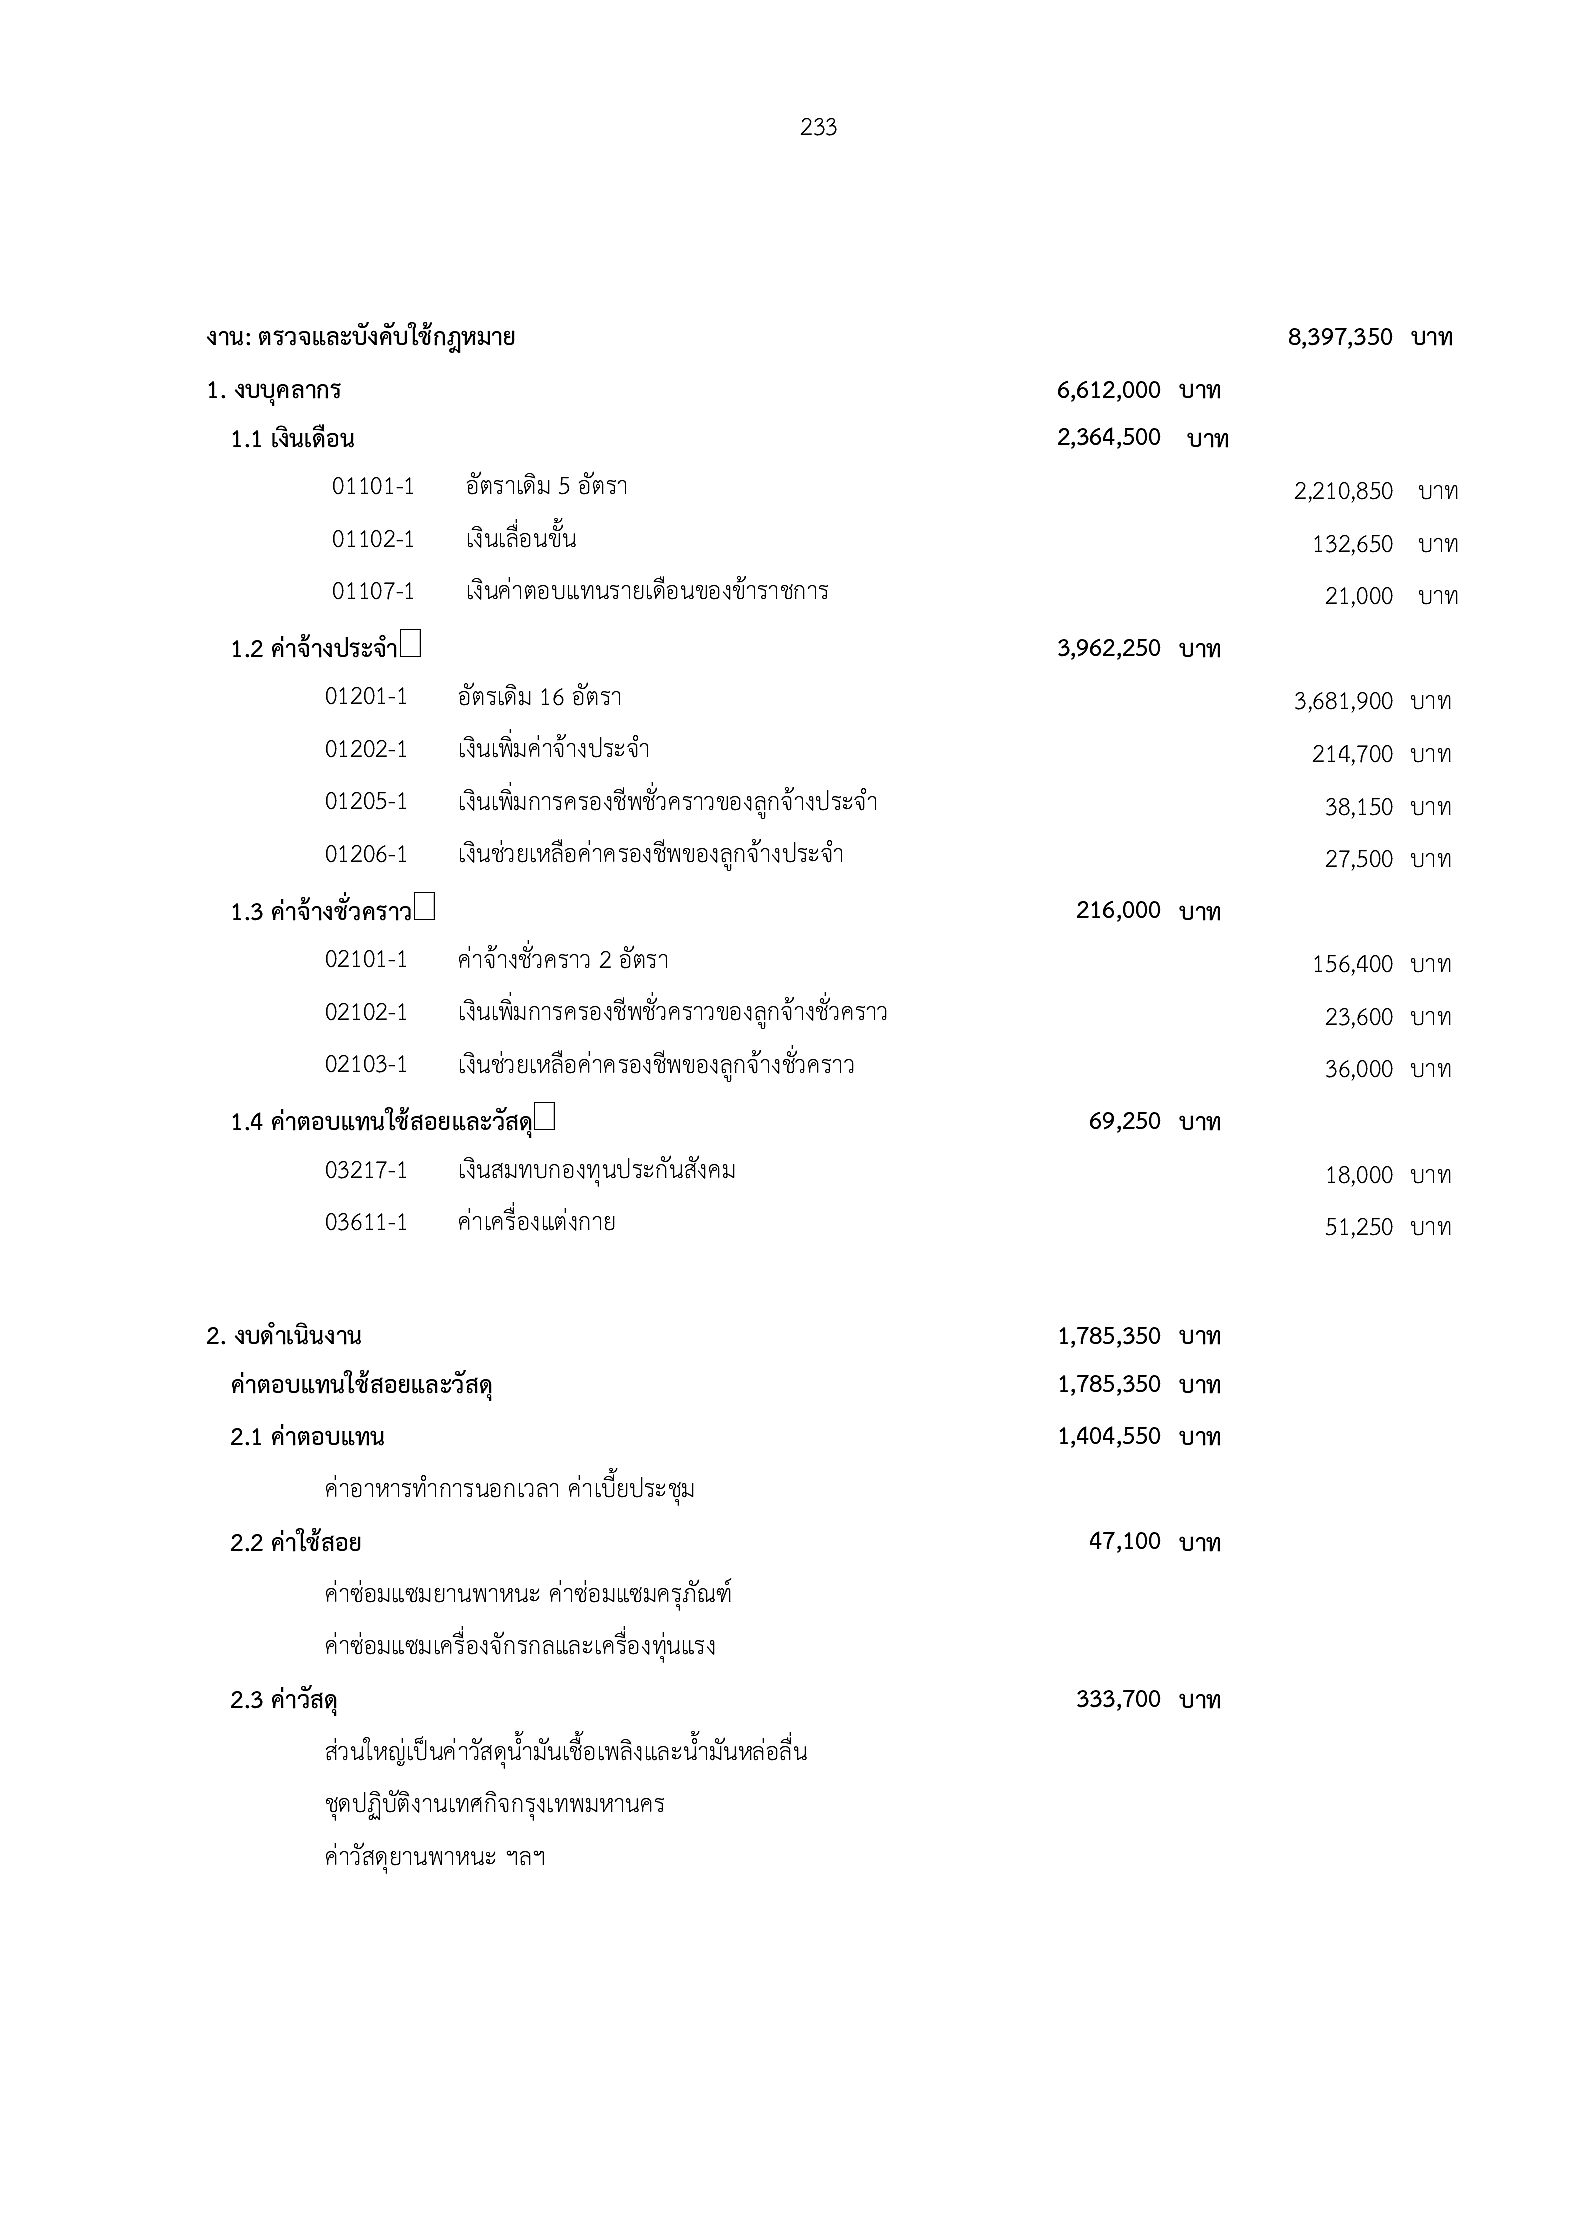 233
งาน: ตรวจและบังคับใช้กฎหมาย 8,397,350 บาท
1. งบบุคลากร 6,612,000 บาท
1.1 เงินเดือน 2,364,500 บาท
01101-1 อัตราเดิม 5 อัตรา 2,210,850 บาท
01102-1 เงินเลื่อนขั้น 132,650 บาท
01107-1 เงินค่าตอบแทนรายเดือนของข้าราชการ 21,000 บาท
1.2 ค่าจ้างประจำ 3,962,250 บาท
01201-1 อัตรเดิม 16 อัตรา 3,681,900 บาท
01202-1 เงินเพิ่มค่าจ้างประจำ 214,700 บาท
01205-1 เงินเพิ่มการครองชีพชั่วคราวของลูกจ้างประจำ 38,150 บาท
01206-1 เงินช่วยเหลือค่าครองชีพของลูกจ้างประจำ 27,500 บาท
1.3 ค่าจ้างชั่วคราว 216,000 บาท
02101-1 ค่าจ้างชั่วคราว 2 อัตรา 156,400 บาท
02102-1 เงินเพิ่มการครองชีพชั่วคราวของลูกจ้างชั่วคราว 23,600 บาท
02103-1 เงินช่วยเหลือค่าครองชีพของลูกจ้างชั่วคราว 36,000 บาท
1.4 ค่าตอบแทนใช้สอยและวัสดุ 69,250 บาท
03217-1 เงินสมทบกองทุนประกันสังคม 18,000 บาท
03611-1 ค่าเครื่องแต่งกาย 51,250 บาท
2. งบดำเนินงาน 1,785,350 บาท
ค่าตอบแทนใช้สอยและวัสดุ 1,785,350 บาท
2.1 ค่าตอบแทน 1,404,550 บาท
ค่าอาหารทำการนอกเวลา ค่าเบี้ยประชุม
2.2 ค่าใช้สอย 47,100 บาท
ค่าซ่อมแซมยานพาหนะ ค่าซ่อมแซมครุภัณฑ์
ค่าซ่อมแซมเครื่องจักรกลและเครื่องทุ่นแรง
2.3 ค่าวัสดุ 333,700 บาท
ส่วนใหญ่เป็นค่าวัสดุน้ำมันเชื้อเพลิงและน้ำมันหล่อลื่น
ชุดปฏิบัติงานเทศกิจกรุงเทพมหานคร
ค่าวัสดุยานพาหนะ ฯลฯ